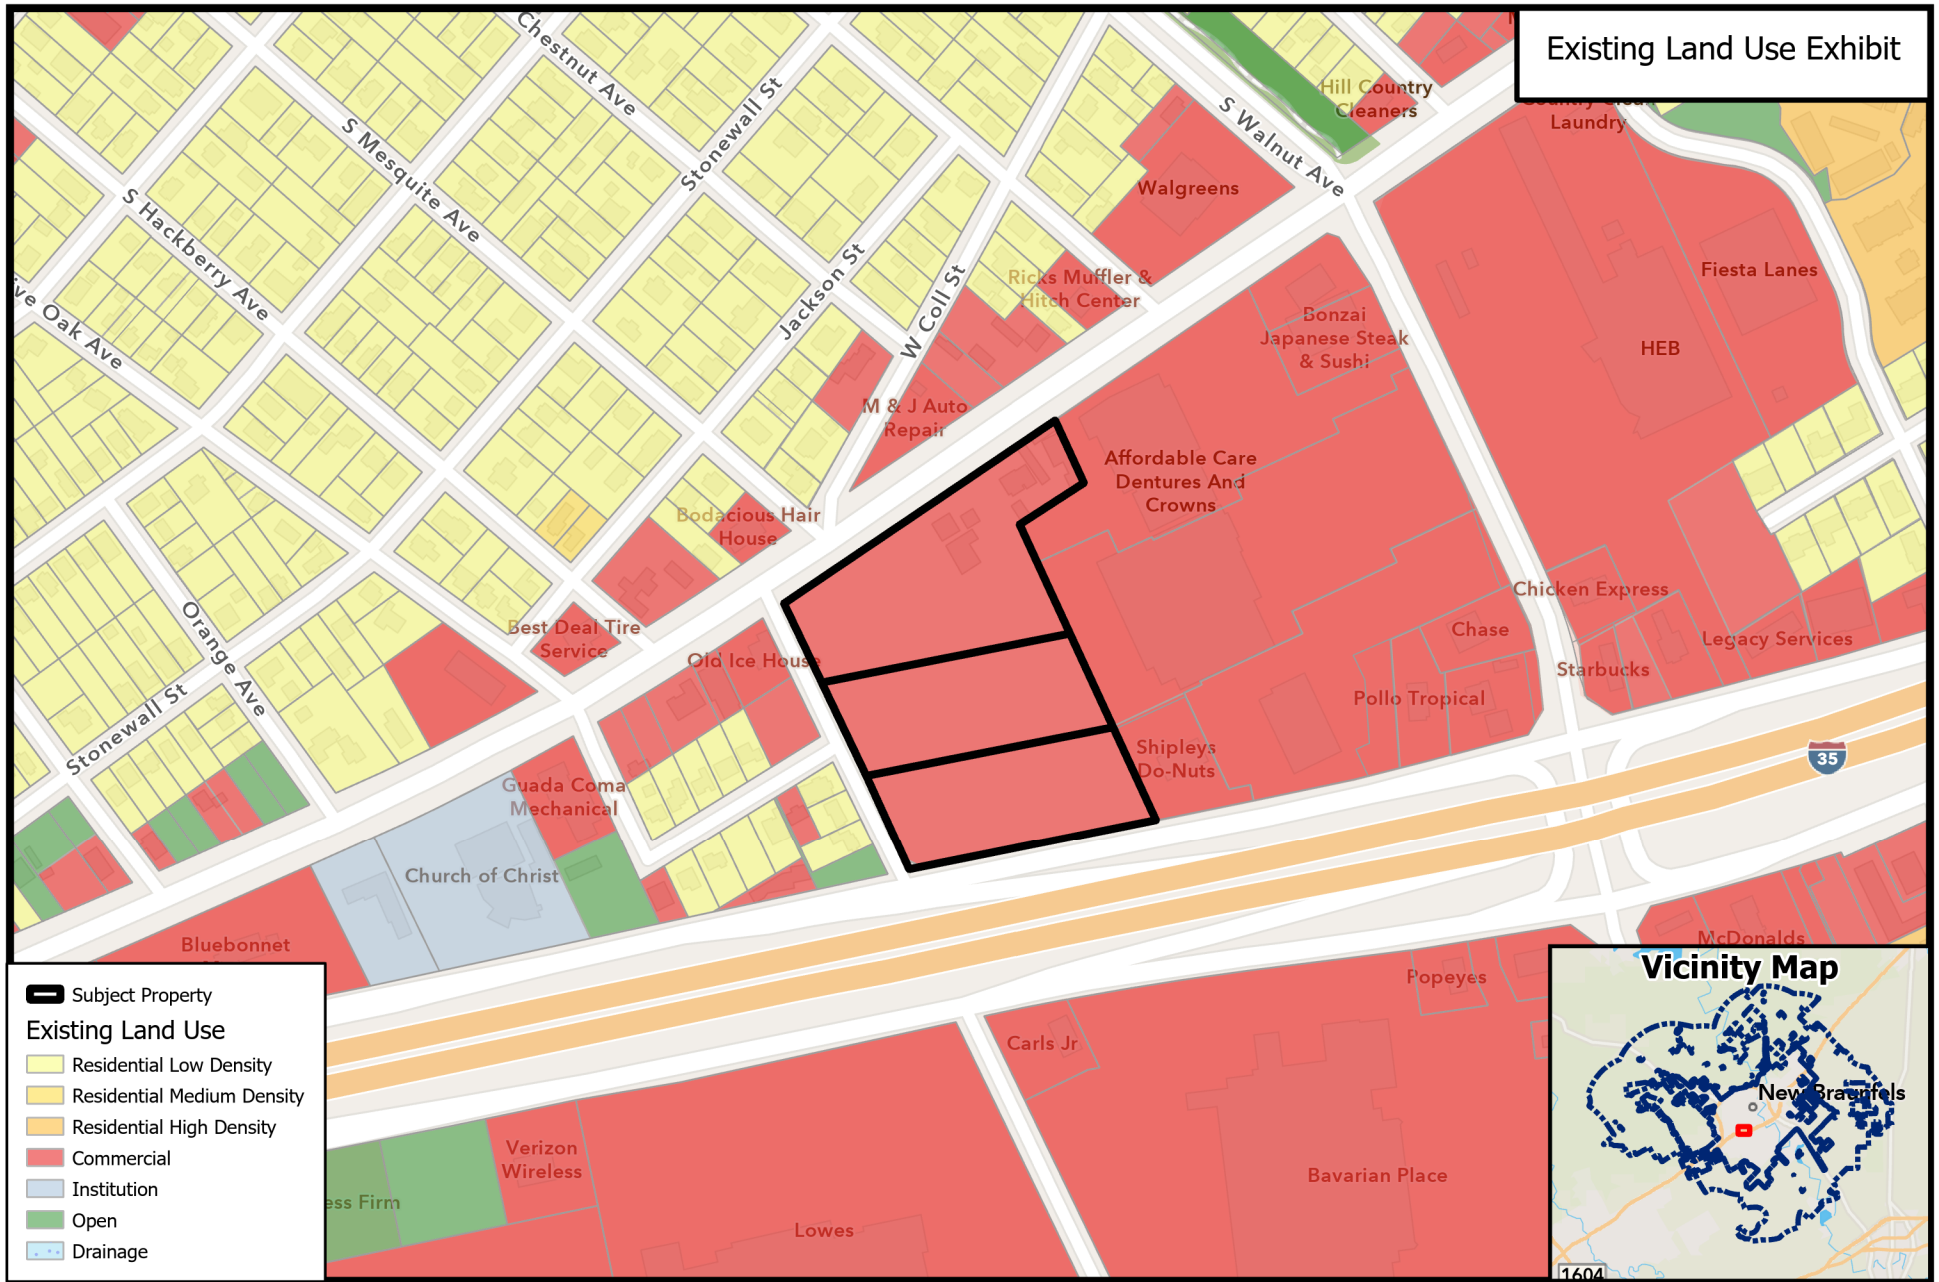 Existing Land Use Exhibit
Chestnut Ave
Stonewall St
S Mesquite Ave
S Hackberry Ave
Oak Ave
Jackson St
W Coll St
S Walnut Ave
Hill Country
Cleaners
Laundry
Walgreens
Ricks Muffler &
Hitch Center
Fiesta Lanes
Bonzai
Japanese Steak
& Sushi
HEB
M & J Auto
Repair
Affordable Care
Dentures And
Crowns
Bodacious Hair
House
Best Deal Tire
Service
Old Ice House
Orange Ave
Stonewall St
Chicken Express
Chase
Legacy Services
Starbucks
Pollo Tropical
Shipleys
Do-Nuts
35
Guada Coma
Mechanical
Church of Christ
Bluebonnet
McDonalds
Popeyes
Carls Jr
Verizon
Wireless
ess Firm
Lowes
Bavarian Place
Subject Property
Existing Land Use
Residential Low Density
Residential Medium Density
Residential High Density
Commercial
Institution
Open
Drainage
Vicinity Map
New Braunfels
1604